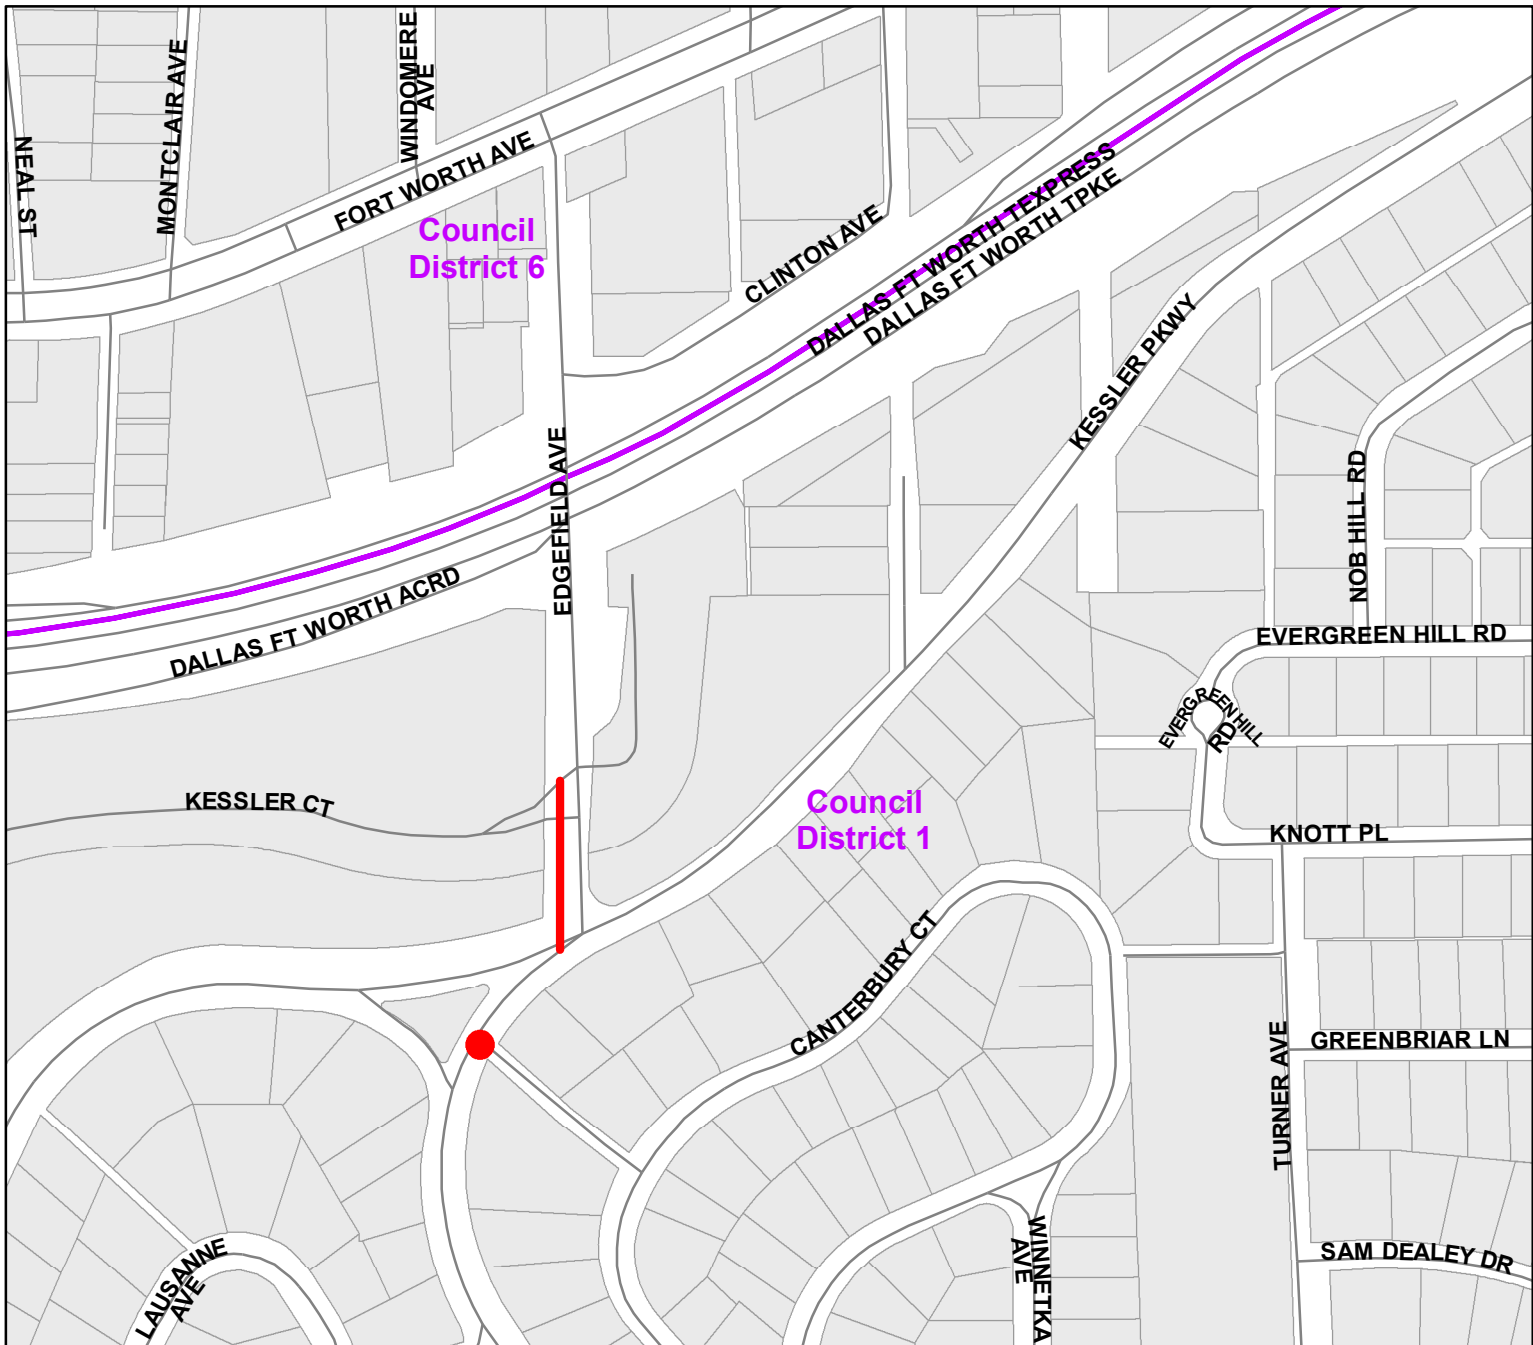 WINDOMERE
AVE
MONTCLAIR AVE
NEAL ST
FORT WORTH AVE
Council
District 6
CLINTON AVE
DALLAS FT WORTH TEXPRESS
DALLAS FT WORTH TPKE
KESSLER PKWY
EDGEFIELD AVE
NOB HILL RD
DALLAS FT WORTH ACRD
EVERGREEN HILL RD
EVERGREEN HILL
RD
KESSLER CT
Council
District 1
KNOTT PL
CANTERBURY CT
TURNER AVE
GREENBRIAR LN
LAUSANNE
AVE
WINNETKA
AVE
SAM DEALEY DR